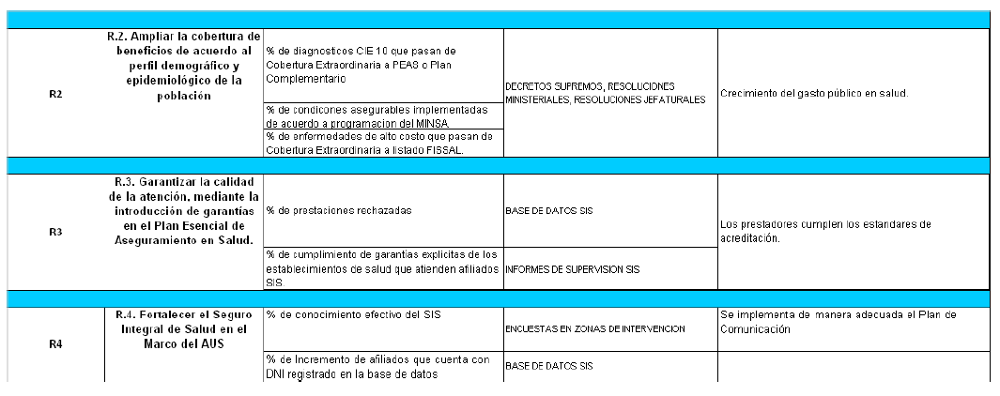 R2
R.2. Ampliar la cobertura de
beneficios de acuerdo al
perfil demográfico y
epidemiológico de la
población
% de diagnosticos CIE 10 que pasan de
Cobertura Extraordinaria a PEAS o Plan
Complementario
% de condicones asegurables implementadas
de acuerdo a programacion del MINSA.
% de enfermedades de alto costo que pasan de
Cobertura Extraordinaria a listado FISSAL.
DECRETOS SUPREMOS, RESOLUCIONES
MINISTERIALES, RESOLUCIONES JEFATURALES
Crecimiento del gasto público en salud.
R3
R.3. Garantizar la calidad
de la atención, mediante la
introducción de garantías
en el Plan Esencial de
Aseguramiento en Salud.
% de prestaciones rechazadas
BASE DE DATOS SIS
% de cumplimiento de garantias explicitas de los
establecimientos de salud que atienden afiliados
SIS.
INFORMES DE SUPERVISION SIS
Los prestadores cumplen los estandares de
acreditación.
R4
R.4. Fortalecer el Seguro
Integral de Salud en el
Marco del AUS
% de conocimiento efectivo del SIS
ENCUESTAS EN ZONAS DE INTERVENCION
Se implementa de manera adecuada el Plan de
Comunicación
% de Incremento de afiliados que cuenta con
DNI registrado en la base de datos
BASE DE DATOS SIS